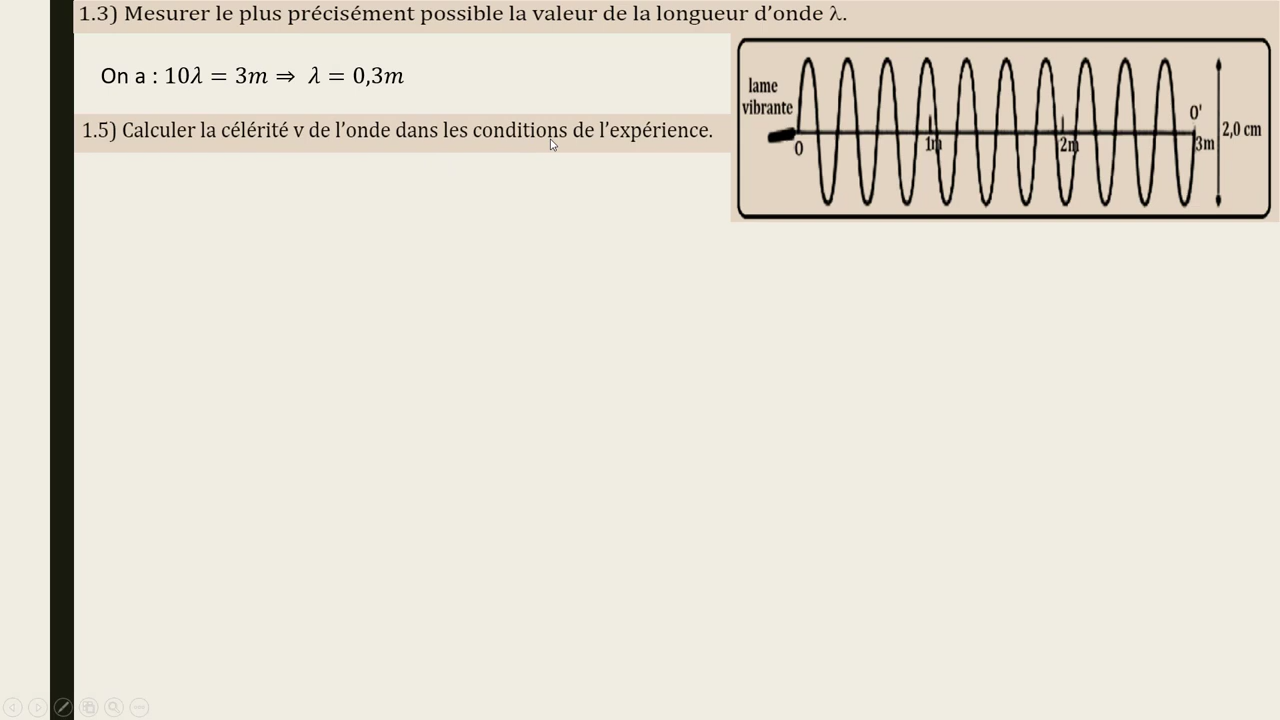 1.3) Mesurer le plus précisément possible la valeur de la longueur d’onde λ.
On a : 10λ = 3m ⇒ λ = 0,3m
1.5) Calculer la célérité v de l’onde dans les conditions de l’expérience.
lame
vibrante
0
1m
2m
0'
3m
2,0 cm